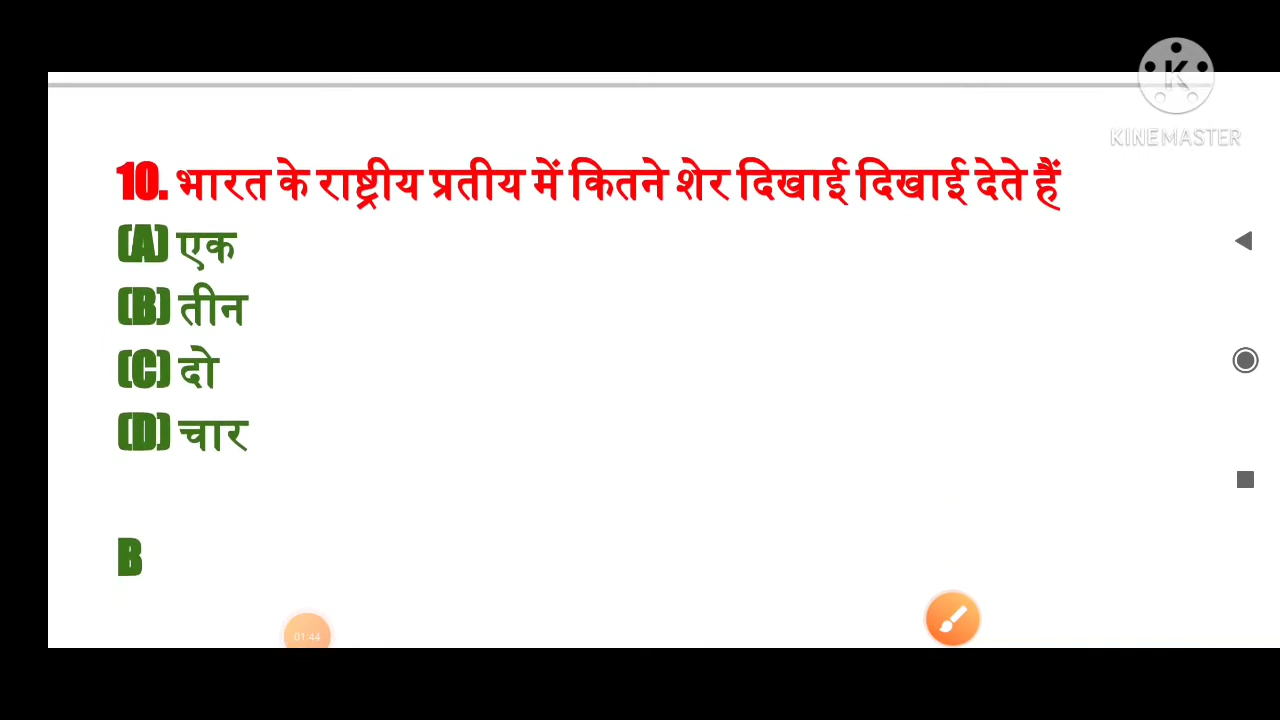 KINEMASTER
10. भारत के राष्ट्रीय प्रतीय में कितने शेर दिखाई दिखाई देते हैं
(A) एक
(B) तीन
(C) दो
(D) चार
B
01:44